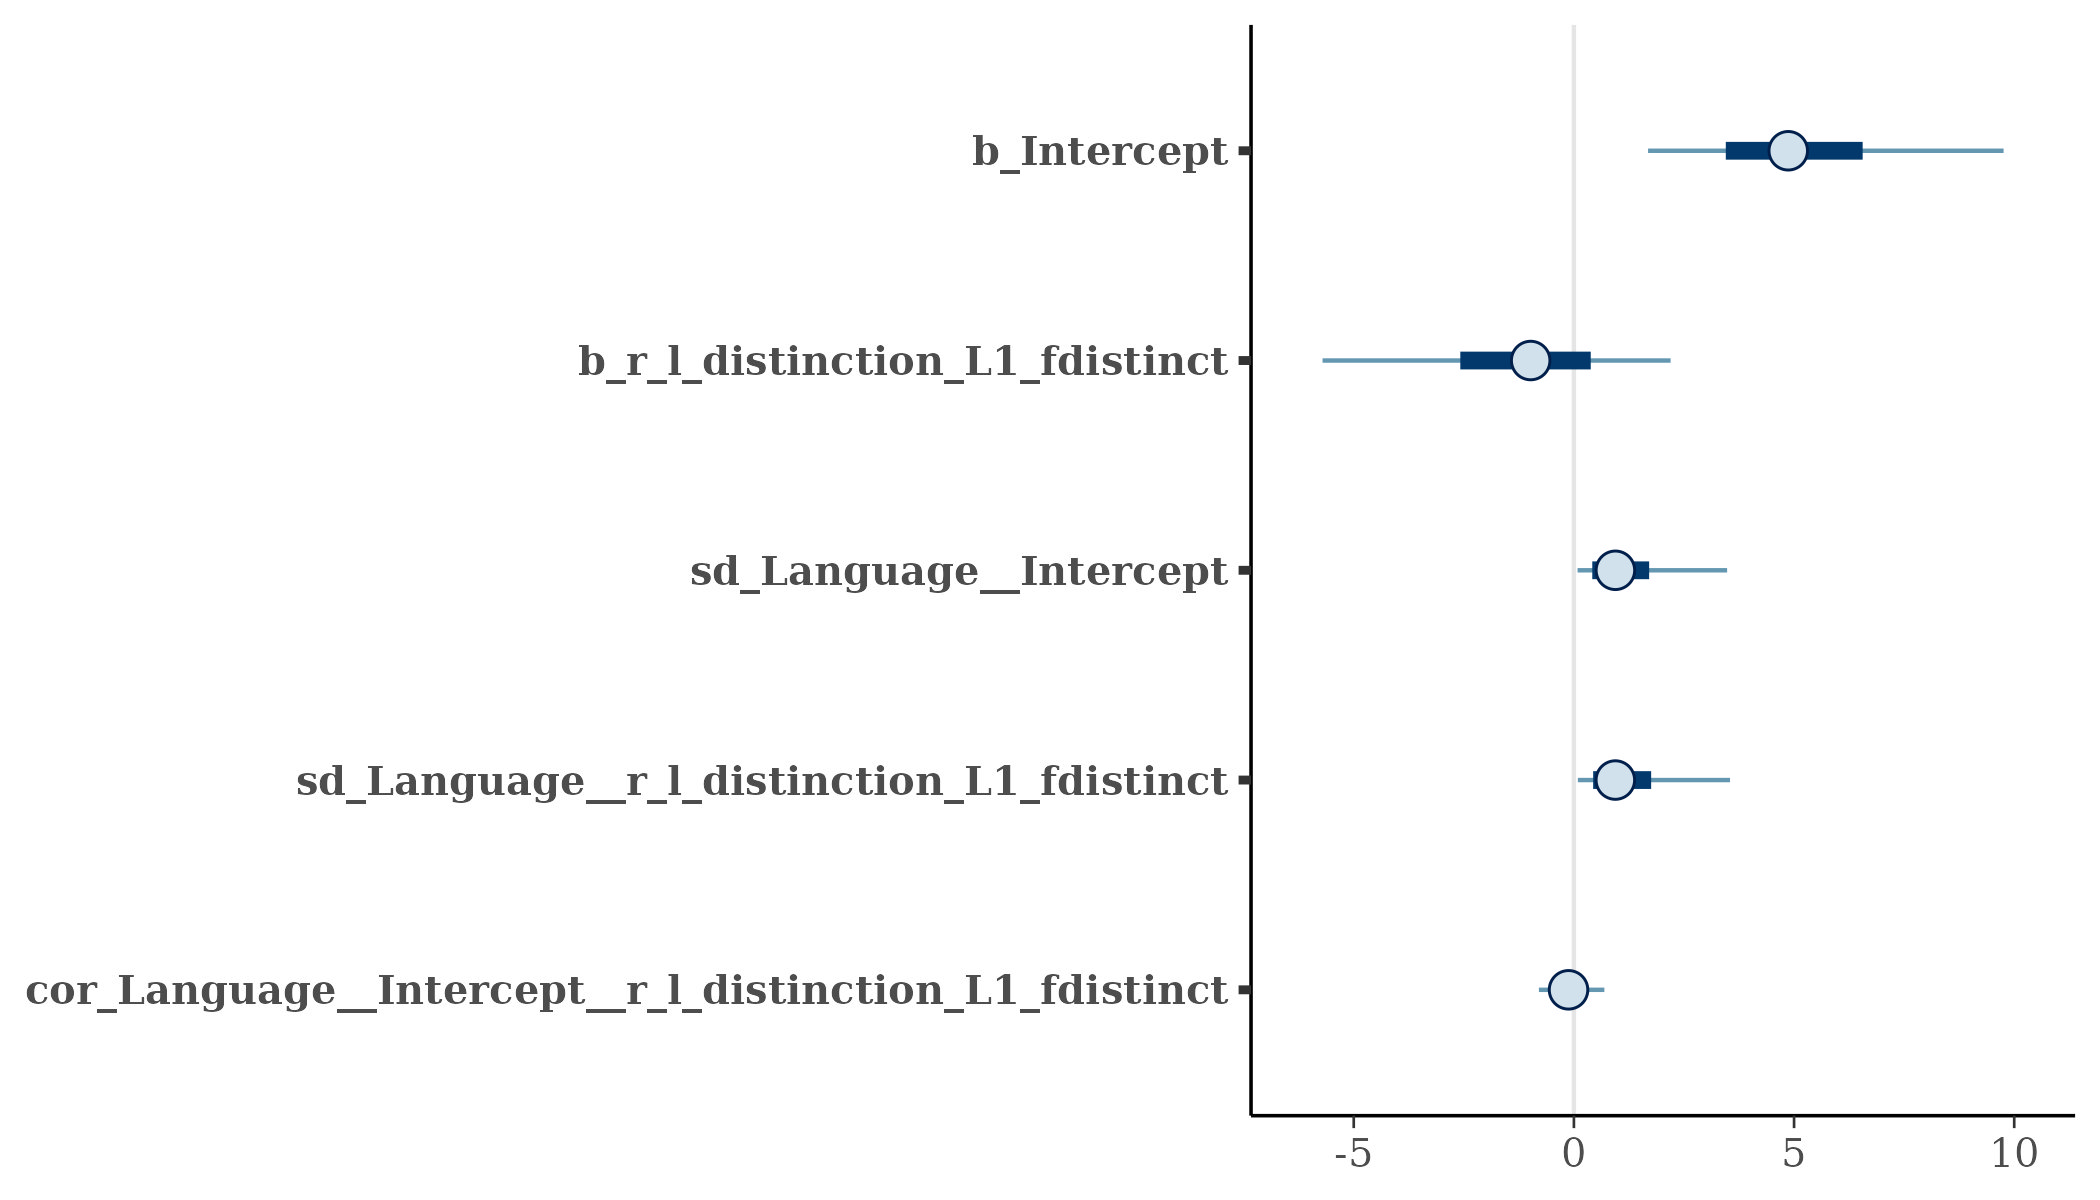 b_Intercept
b_r_l_distinction_L1_fdistinct
sd_Language__Intercept
sd_Language__r_l_distinction_L1_fdistinct
cor_Language__Intercept__r_l_distinction_L1_fdistinct
-5 0 5 10